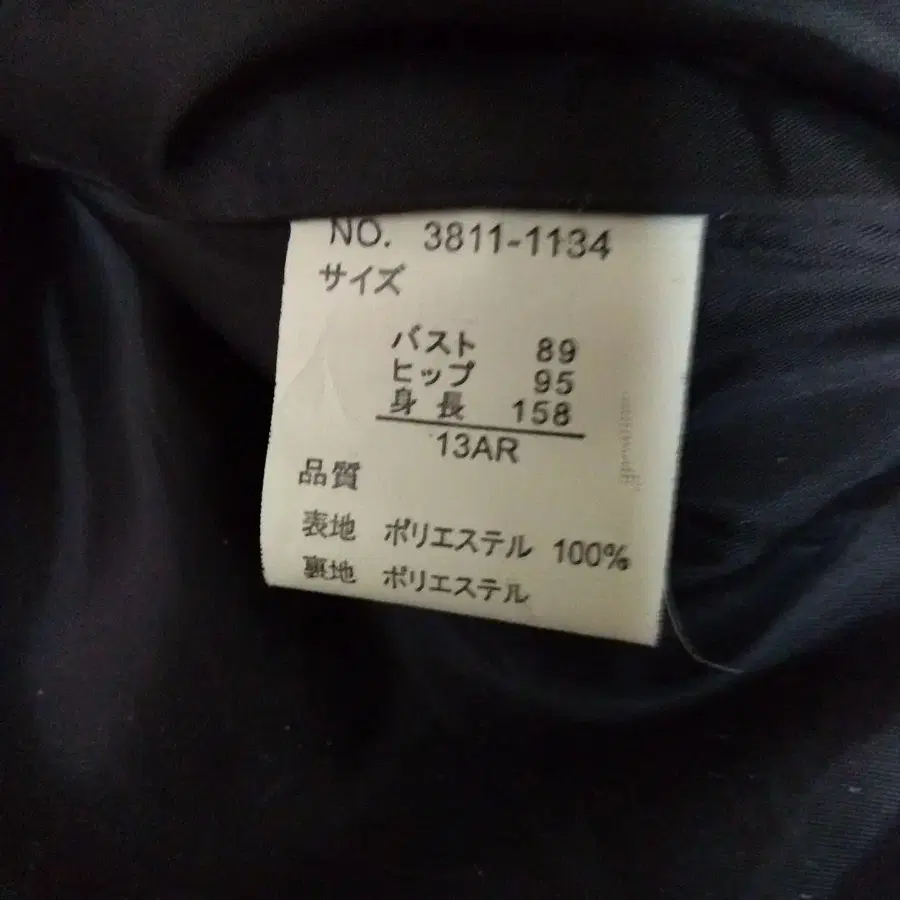 NO. 3811-1134
サイズ
バスト 89
ヒップ 95
身長 158
13AR
品質
表地 ポリエステル 100%
裏地 ポリエステル